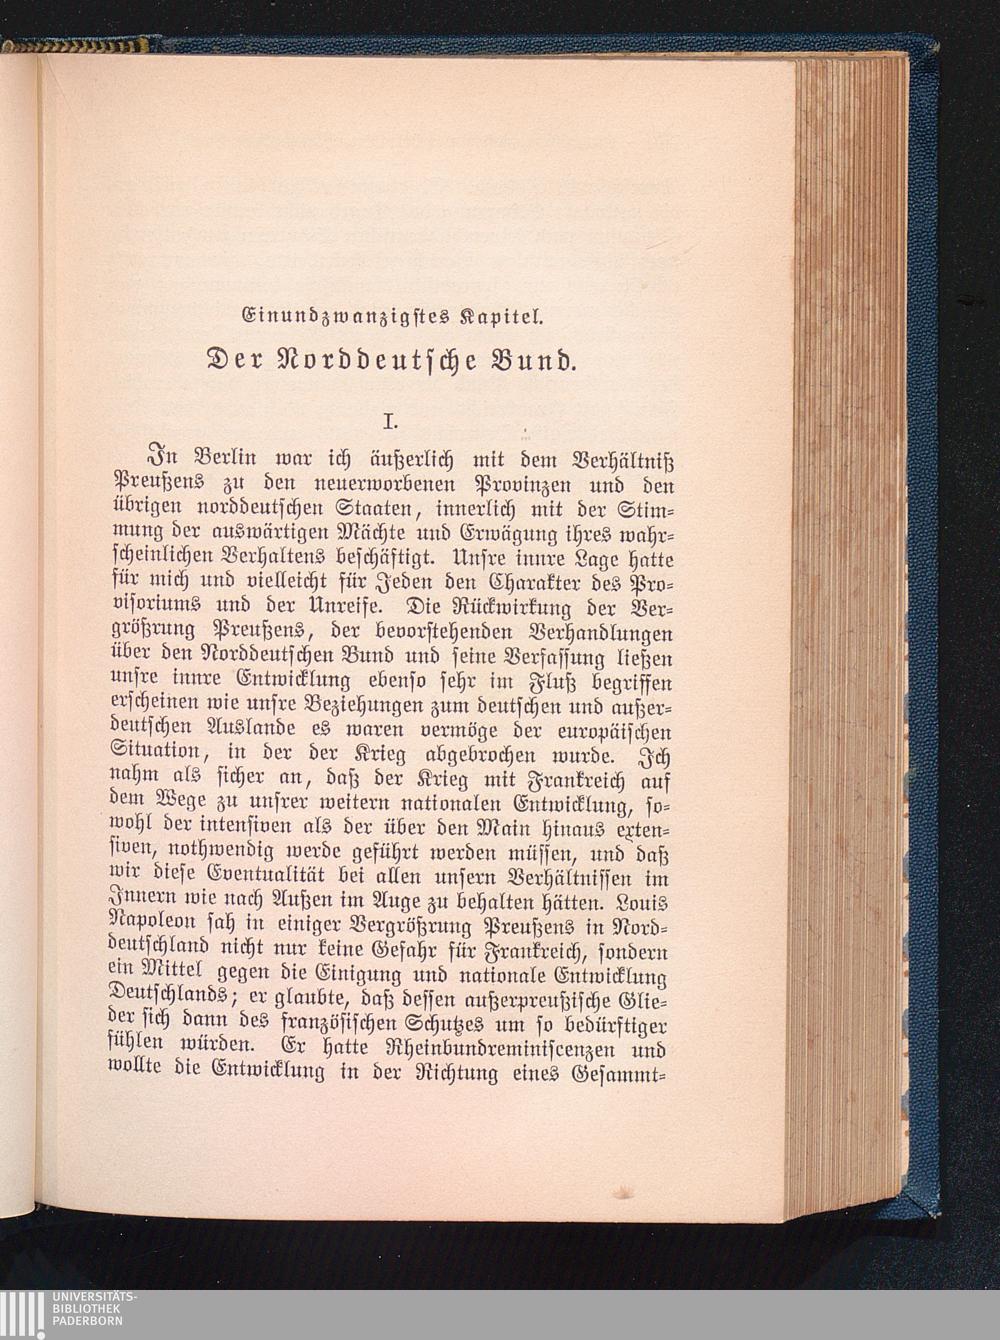 Einundzwanzigstes Kapitel.
Der Norddeutsche Bund.
I.
In Berlin war ich äußerlich mit dem Verhältniß
Preußens zu den neuerworbenen Provinzen und den
übrigen norddeutschen Staaten, innerlich mit der Stim-
mung der auswärtigen Mächte und Erwägung ihres wahr-
scheinlichen Verhaltens beschäftigt. Unsre innre Lage hatte
für mich und vielleicht für Jeden den Charakter des Pro-
visoriums und der Unreife. Die Rückwirkung der Ver-
größrung Preußens, der bevorstehenden Verhandlungen
über den Norddeutschen Bund und seine Verfassung ließen
unsre innre Entwicklung ebenso sehr im Fluß begriffen
erscheinen wie unsre Beziehungen zum deutschen und außer-
deutschen Auslande es waren vermöge der europäischen
Situation, in der der Krieg abgebrochen wurde. Ich
nahm als sicher an, daß der Krieg mit Frankreich auf
dem Wege zu unsrer weitern nationalen Entwicklung, so-
wohl der intensiven als der über den Main hinaus exten-
siven, nothwendig werde geführt werden müssen, und daß
wir diese Eventualität bei allen unsern Verhältnissen im
Innern wie nach Außen im Auge zu behalten hätten. Louis
Napoleon sah in einiger Vergrößrung Preußens in Nord-
deutschland nicht nur keine Gefahr für Frankreich, sondern
ein Mittel gegen die Einigung und nationale Entwicklung
Deutschlands; er glaubte, daß dessen außerpreußische Glie-
der sich dann des französischen Schutzes um so bedürftiger
fühlen würden. Er hatte Rheinbundreminiscenzen und
wollte die Entwicklung in der Richtung eines Gesammt-
UNIVERSITÄTS-
BIBLIOTHEK
PADERBORN